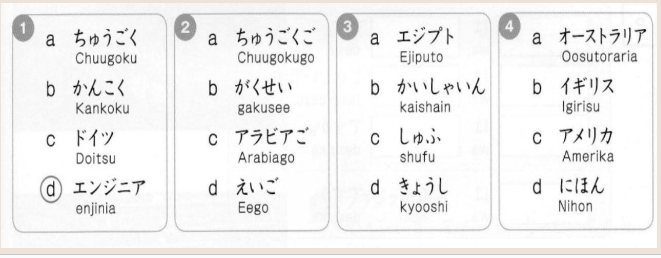 1
a ちゅうごく
Chuugoku
b かんこく
Kankoku
c ドイツ
Doitsu
d エンジニア
enjinia
2
a ちゅうごくご
Chuugokugo
b がくせい
gakusee
c アラビアご
Arabiago
d えいご
Eego
3
a エジプト
Ejiputo
b かいしゃいん
kaishain
c しゅふ
shufu
d きょうし
kyooshi
4
a オーストラリア
Oosutoraria
b イギリス
Igirisu
c アメリカ
Amerika
d にほん
Nihon